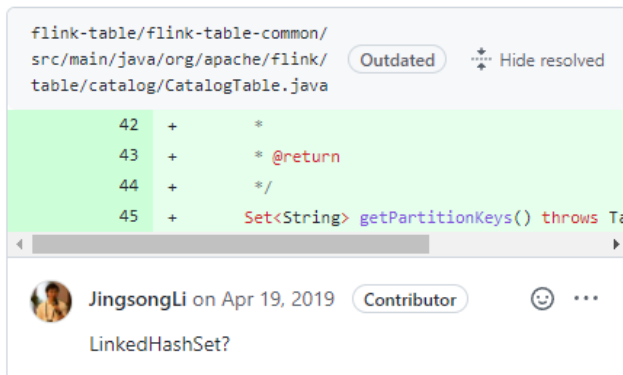 flink-table/flink-table-common/
src/main/java/org/apache/flink/ Outdated Hide resolved
table/catalog/CatalogTable.java
42 + *
43 + * @return
44 + */
45 + Set<String> getPartitionKeys() throws Ta
JingsongLi on Apr 19, 2019 Contributor
LinkedHashSet?